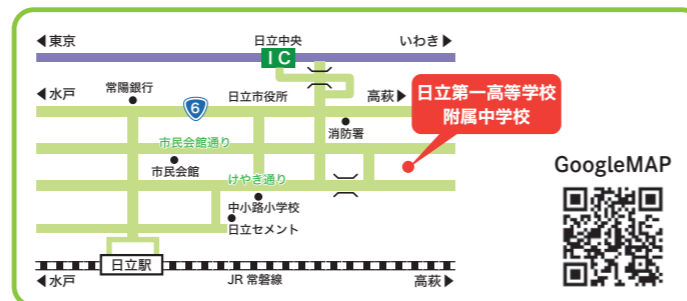 ◀東京
日立中央
いわき▶
IC
◀水戸
常陽銀行
6
日立市役所
高萩▶
日立第一高等学校
附属中学校
消防署
市民会館通り
市民会館
けやき通り
GoogleMAP
中小路小学校
日立セメント
日立駅
◀水戸
JR 常磐線
高萩▶